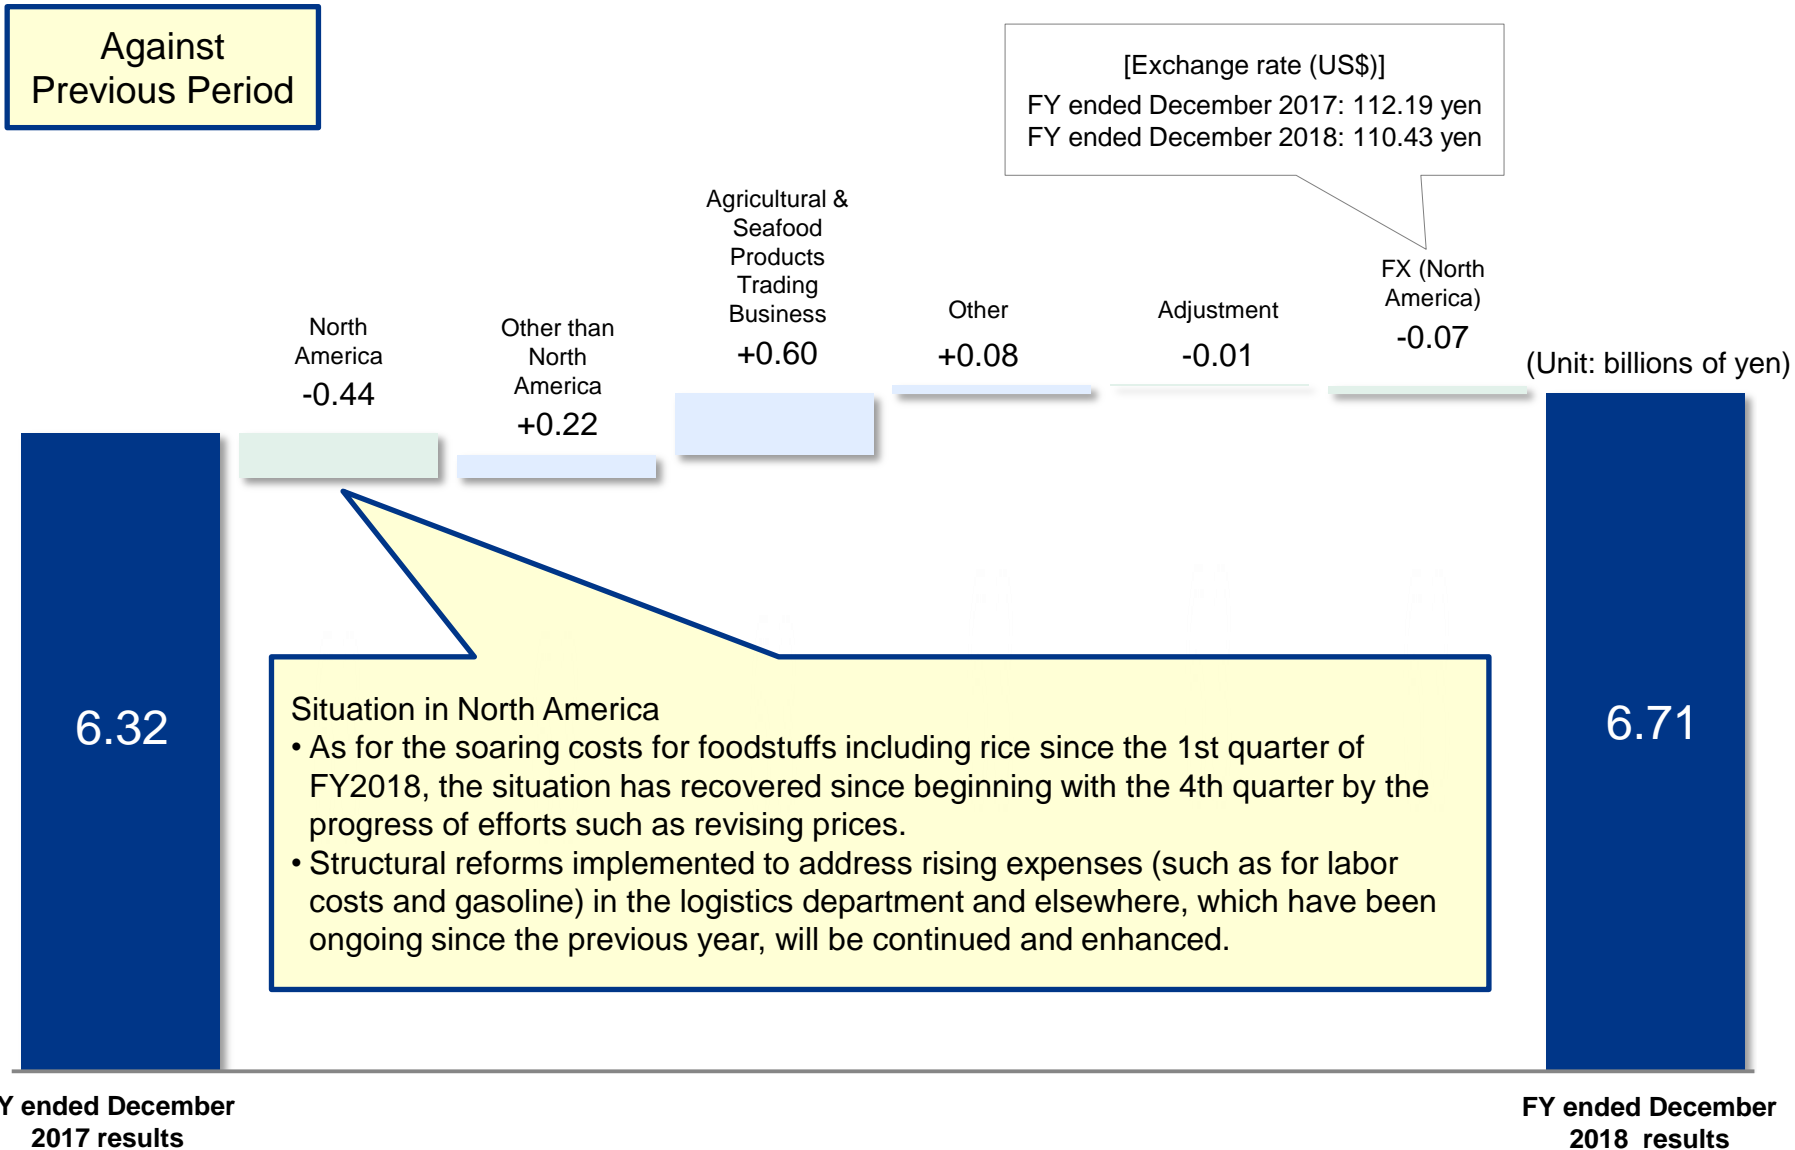 Against
Previous Period
[Exchange rate (US$)]
FY ended December 2017: 112.19 yen
FY ended December 2018: 110.43 yen
North
America
-0.44
Other than
North
America
+0.22
Agricultural &
Seafood
Products
Trading
Business
+0.60
Other
+0.08
Adjustment
-0.01
FX (North
America)
-0.07
(Unit: billions of yen)
6.32
Situation in North America
• As for the soaring costs for foodstuffs including rice since the 1st quarter of
FY2018, the situation has recovered since beginning with the 4th quarter by the
progress of efforts such as revising prices.
• Structural reforms implemented to address rising expenses (such as for labor
costs and gasoline) in the logistics department and elsewhere, which have been
ongoing since the previous year, will be continued and enhanced.
6.71
Y ended December
2017 results
FY ended December
2018 results